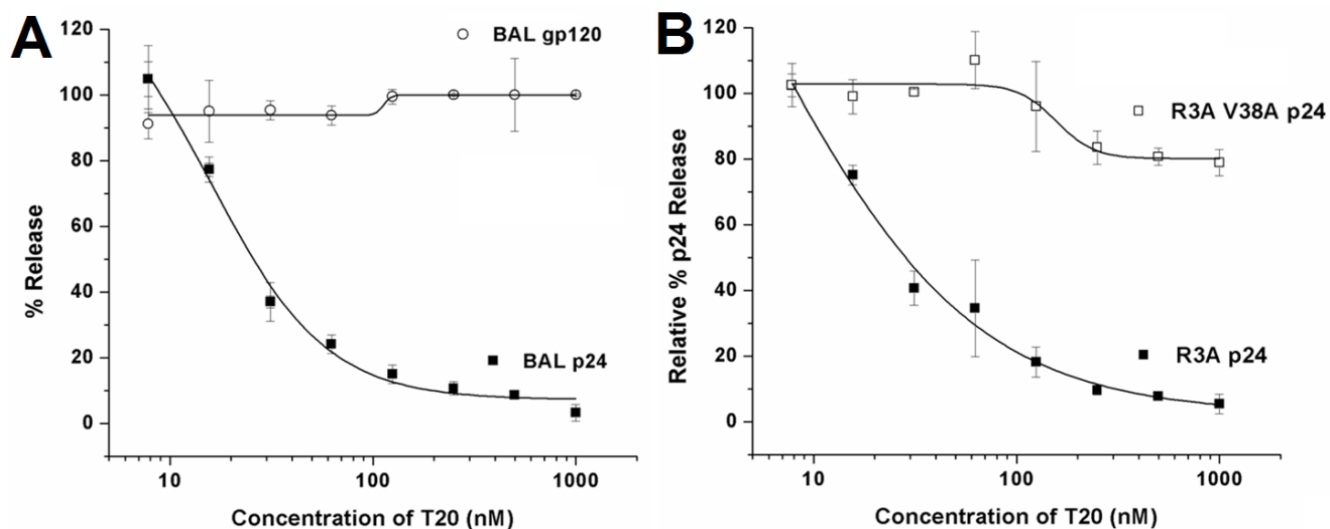 A
BAL gp120
BAL p24
% Release
120
100
80
60
40
20
0
10
100
1000
Concentration of T20 (nM)
B
R3A V38A p24
R3A p24
Relative % p24 Release
120
100
80
60
40
20
0
10
100
1000
Concentration of T20 (nM)